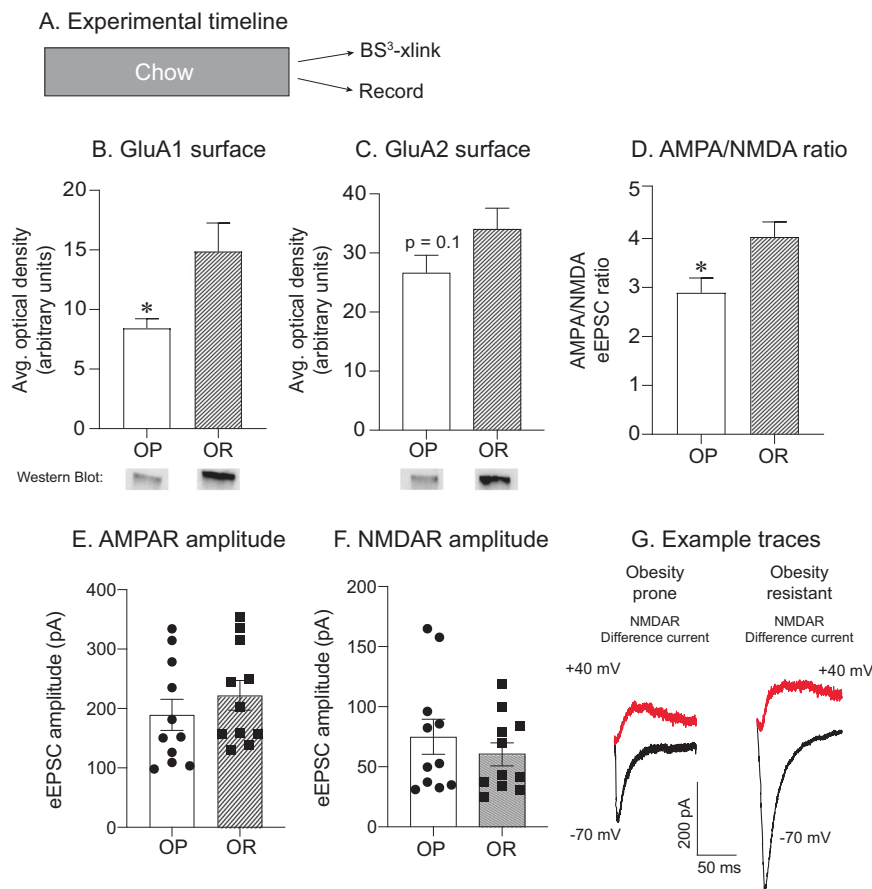 A. Experimental timeline
Chow
BS³-xlink
Record
B. GluA1 surface
Avg. optical density
(arbitrary units)
20
15
10
5
0
*
OP
OR
C. GluA2 surface
Avg. optical density
(arbitrary units)
40
30
20
10
0
p = 0.1
OP
OR
D. AMPA/NMDA ratio
AMPA/NMDA
eEPSC ratio
5
4
3
2
1
0
*
OP
OR
Western Blot:
E. AMPAR amplitude
eEPSC amplitude (pA)
400
300
200
100
0
OP
OR
F. NMDAR amplitude
eEPSC amplitude (pA)
200
150
100
50
0
OP
OR
G. Example traces
Obesity
prone
NMDAR
Difference current
+40 mV
-70 mV
Obesity
resistant
NMDAR
Difference current
+40 mV
-70 mV
200 pA
50 ms